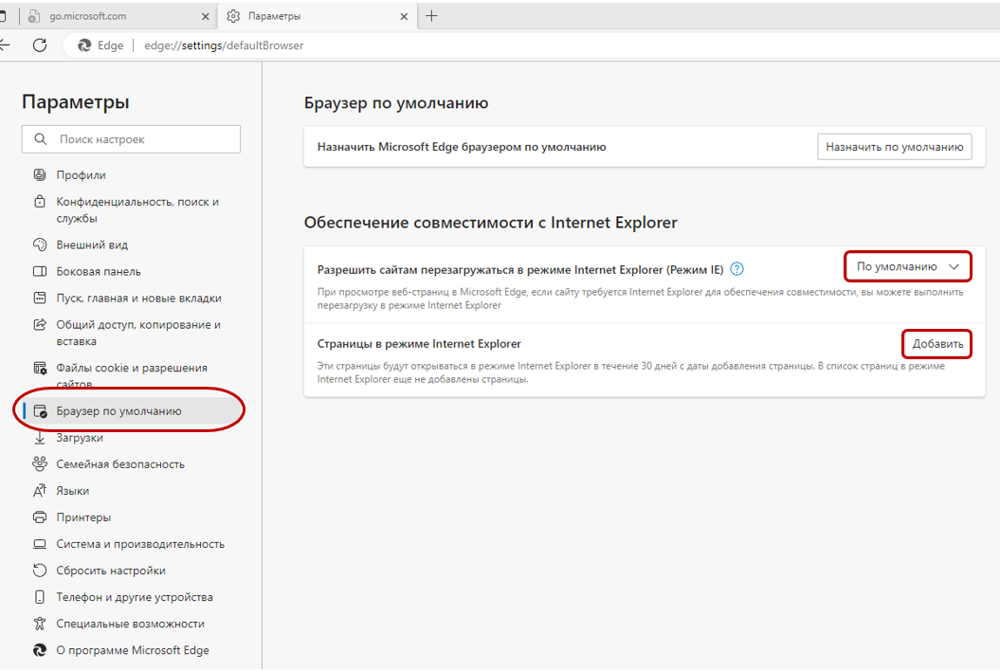 go.microsoft.com
Параметры
Edge
edge://settings/defaultBrowser
Параметры
Поиск настроек
Профили
Конфиденциальность, поиск и
службы
Внешний вид
Боковая панель
Пуск, главная и новые вкладки
Общий доступ, копирование и
вставка
Файлы cookie и разрешения
сайтов
Браузер по умолчанию
Загрузки
Семейная безопасность
Языки
Принтеры
Система и производительность
Сбросить настройки
Телефон и другие устройства
Специальные возможности
О программе Microsoft Edge
Браузер по умолчанию
Назначить Microsoft Edge браузером по умолчанию
Назначить по умолчанию
Обеспечение совместимости с Internet Explorer
Разрешить сайтам перезагружаться в режиме Internet Explorer (Режим IE)
По умолчанию
При просмотре веб-страниц в Microsoft Edge, если сайту требуется Internet Explorer для обеспечения совместимости, вы можете выполнить
перезагрузку в режиме Internet Explorer
Страницы в режиме Internet Explorer
Добавить
Эти страницы будут открываться в режиме Internet Explorer в течение 30 дней с даты добавления страницы. В список страниц в режиме
Internet Explorer еще не добавлены страницы.